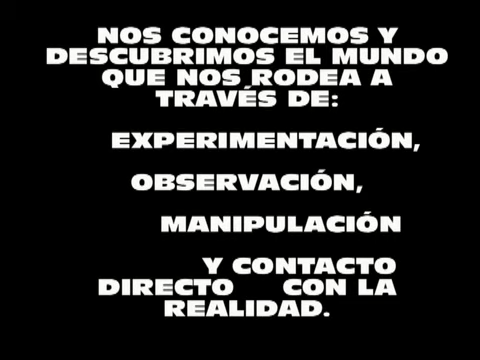 NOS CONOCEMOS Y
DESCUBRIMOS EL MUNDO
QUE NOS RODEA A
TRAVÉS DE:
EXPERIMENTACIÓN,
OBSERVACIÓN,
MANIPULACIÓN
Y CONTACTO
DIRECTO CON LA
REALIDAD.